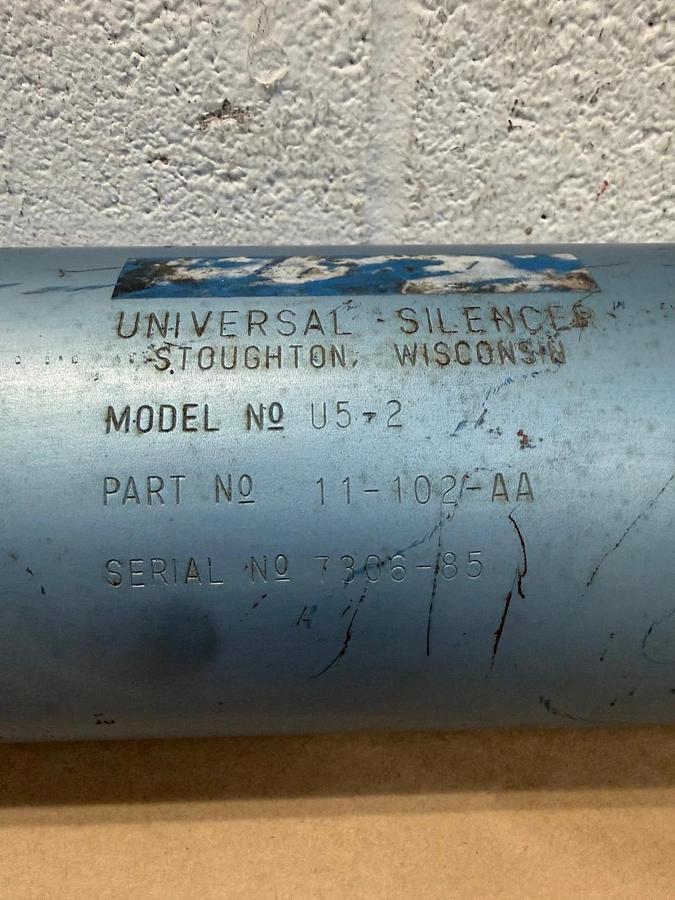 UNIVERSAL SILENCER
STOUGHTON, WISCONSIN
MODEL Nº U5-2
PART Nº 11-102-AA
SERIAL Nº 7306-85